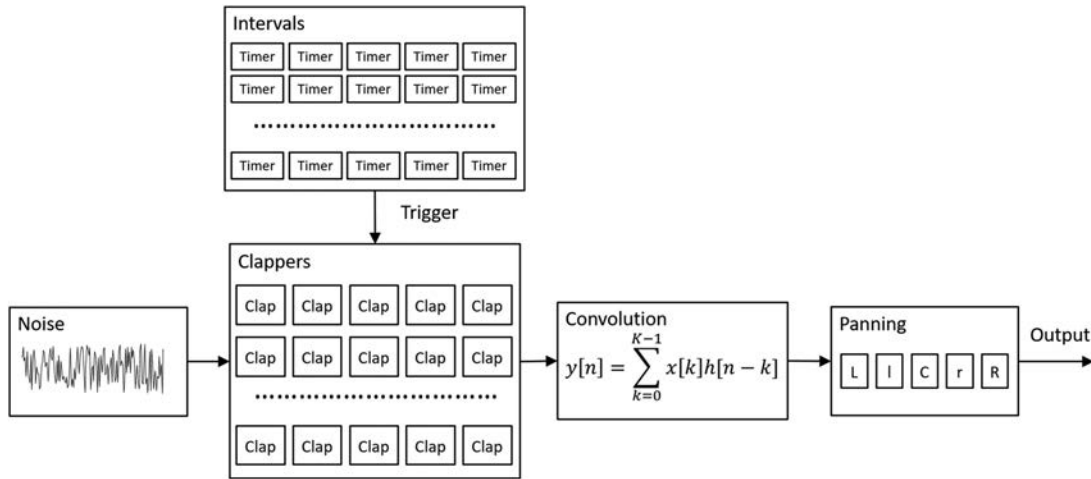 Intervals
Timer Timer Timer Timer Timer
Timer Timer Timer Timer Timer
Timer Timer Timer Timer Timer
Trigger
Clappers
Clap Clap Clap Clap Clap
Clap Clap Clap Clap Clap
Clap Clap Clap Clap Clap
Noise
Convolution
y[n] = \sum_{k=0}^{K-1} x[k]h[n − k]
Panning
L l C r R
Output